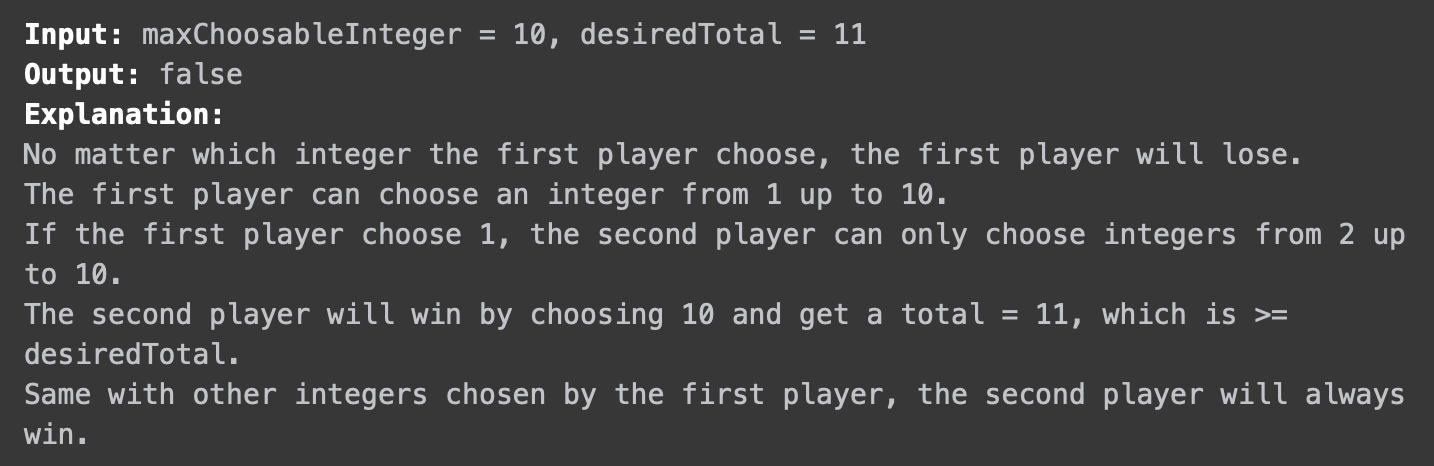 Input: maxChoosableInteger = 10, desiredTotal = 11
Output: false
Explanation:
No matter which integer the first player choose, the first player will lose.
The first player can choose an integer from 1 up to 10.
If the first player choose 1, the second player can only choose integers from 2 up
to 10.
The second player will win by choosing 10 and get a total = 11, which is >=
desiredTotal.
Same with other integers chosen by the first player, the second player will always
win.